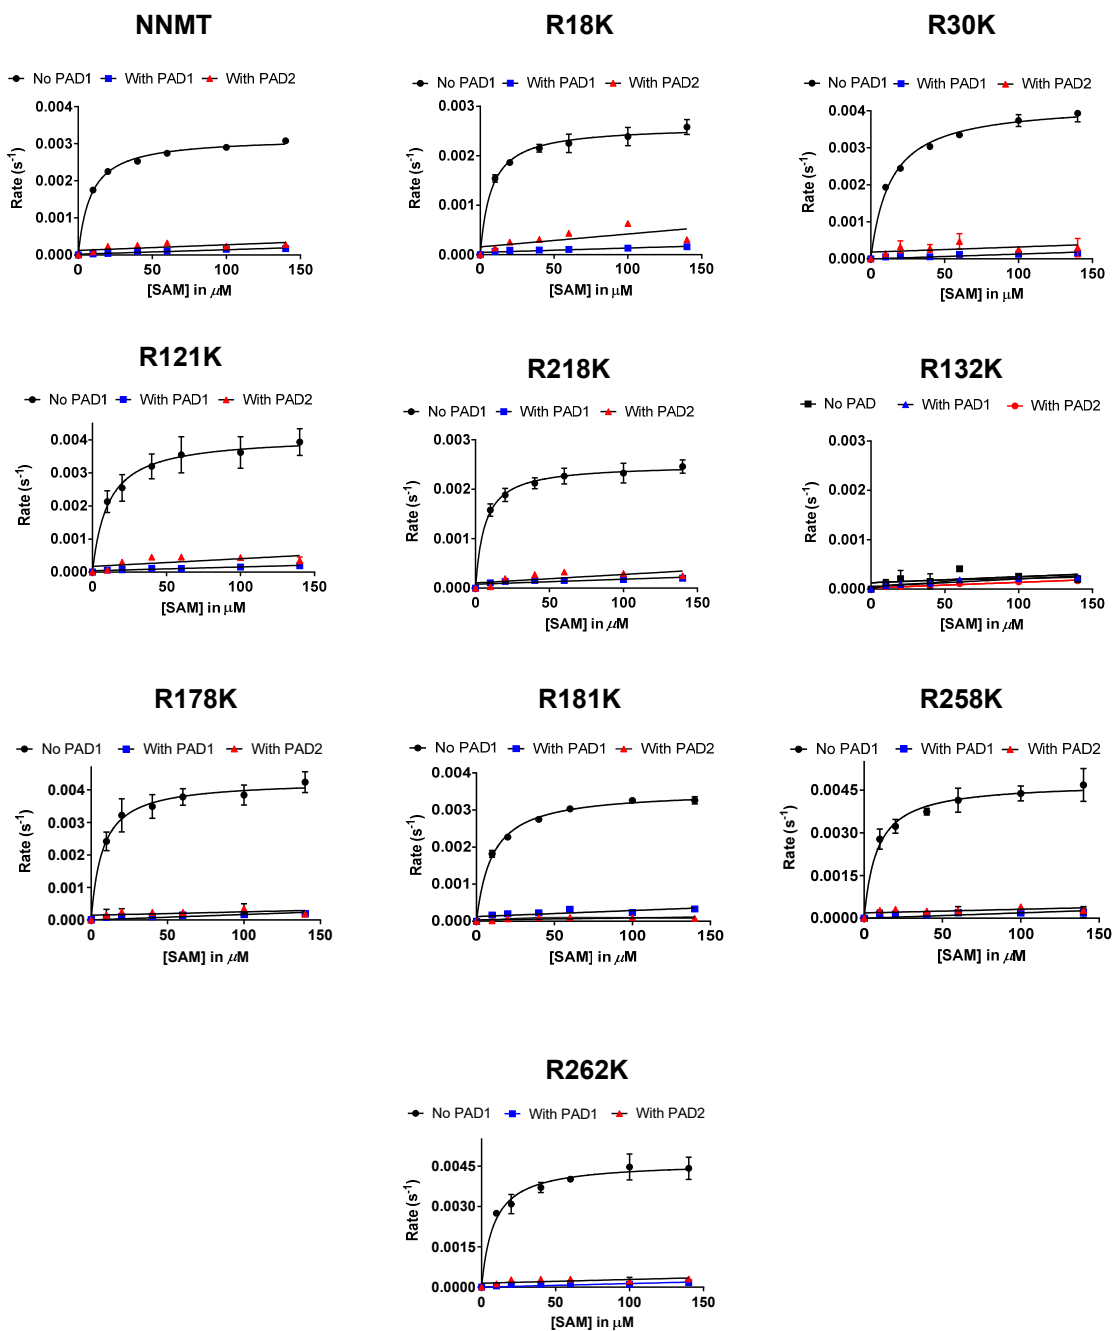 NNMT
No PAD1 With PAD1 With PAD2
Rate (s-1)
0.004
0.003
0.002
0.001
0.000
0 50 100 150
[SAM] in μM
R18K
No PAD1 With PAD1 With PAD2
Rate (s-1)
0.003
0.002
0.001
0.000
0 50 100 150
[SAM] in μM
R30K
No PAD1 With PAD1 With PAD2
Rate (s-1)
0.004
0.003
0.002
0.001
0.000
0 50 100 150
[SAM] in μM
R121K
No PAD1 With PAD1 With PAD2
Rate (s-1)
0.004
0.003
0.002
0.001
0.000
0 50 100 150
[SAM] in μM
R218K
No PAD1 With PAD1 With PAD2
Rate (s-1)
0.003
0.002
0.001
0.000
0 50 100 150
[SAM] in μM
R132K
No PAD With PAD1 With PAD2
Rate (s-1)
0.003
0.002
0.001
0.000
0 50 100 150
[SAM] in μM
R178K
No PAD1 With PAD1 With PAD2
Rate (s-1)
0.004
0.003
0.002
0.001
0.000
0 50 100 150
[SAM] in μM
R181K
No PAD1 With PAD1 With PAD2
Rate (s-1)
0.004
0.003
0.002
0.001
0.000
0 50 100 150
[SAM] in μM
R258K
No PAD1 With PAD1 With PAD2
Rate (s-1)
0.0045
0.0030
0.0015
0.0000
0 50 100 150
[SAM] in μM
R262K
No PAD1 With PAD1 With PAD2
Rate (s-1)
0.0045
0.0030
0.0015
0.0000
0 50 100 150
[SAM] in μM